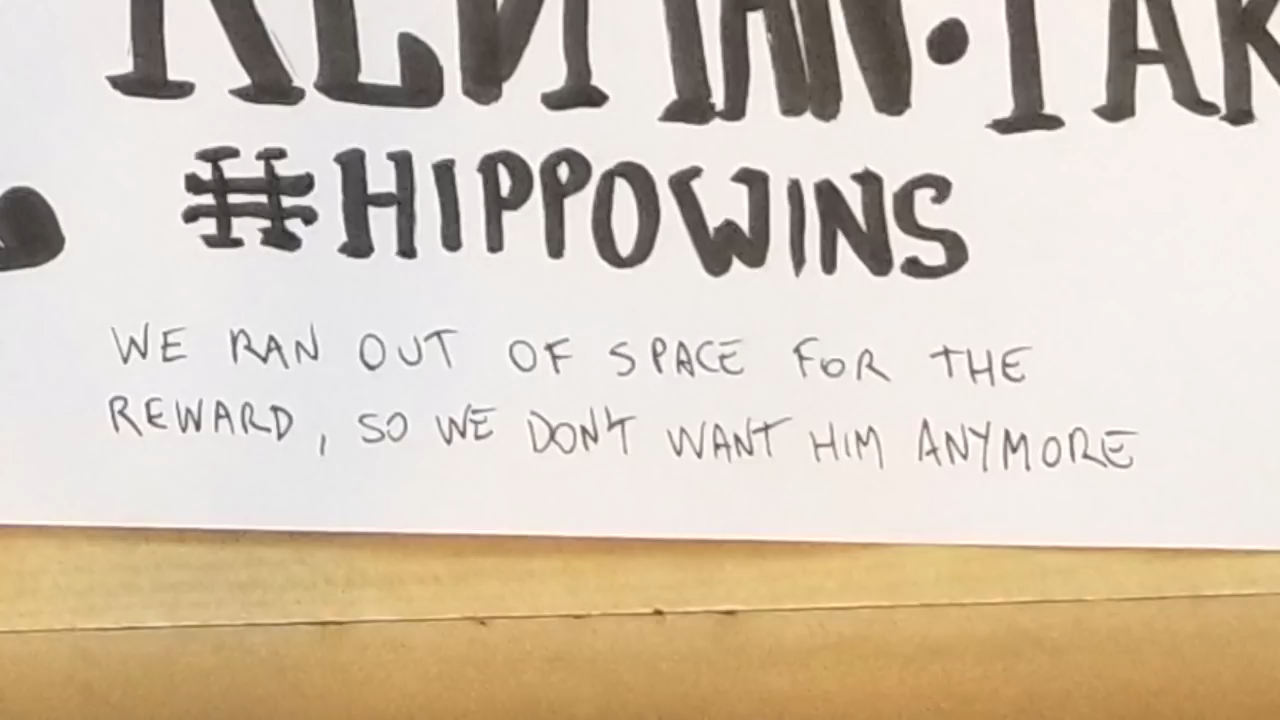 #HIPPOWINS
WE RAN OUT OF SPACE FOR THE
REWARD, SO WE DON'T WANT HIM ANYMORE